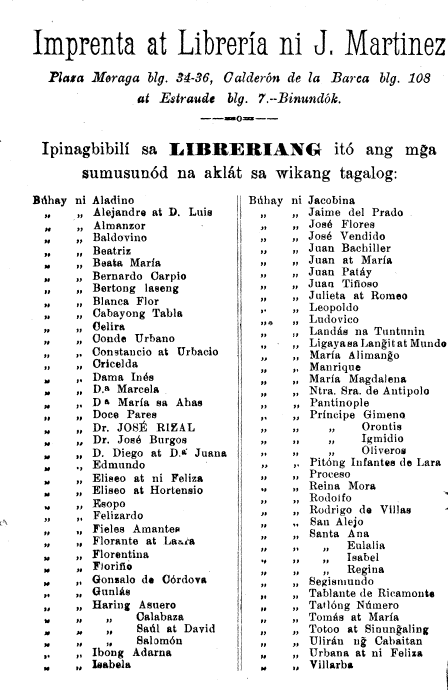 Imprenta at Librería ni J. Martinez
Plaza Moraga blg. 34-36, Calderón de la Barca blg. 108
at Estraude blg. 7.--Binundók.
Ipinagbibilí sa LIBRERIANG itó ang mga
sumusunód na aklát sa wikang tagalog:
Búhay ni Aladino
„ „ Alejandre at D. Luis
„ „ Almanzor
„ „ Baldovino
„ „ Beatriz
„ „ Beata María
„ „ Bernardo Carpio
„ „ Bertong laseng
„ „ Blanca Flor
„ „ Cabayong Tabla
„ „ Celira
„ „ Conde Urbano
„ „ Constancio at Urbacio
„ „ Cricelda
„ „ Dama Inés
„ „ D.ª Marcela
„ „ Dª María sa Ahas
„ „ Doce Pares
„ „ Dr. JOSÉ RIZAL
„ „ Dr. José Burgos
„ „ D. Diego at D.ª Juana
„ „ Edmundo
„ „ Eliseo at ni Feliza
„ „ Eliseo at Hortensio
„ „ Esopo
„ „ Felizardo
„ „ Fieles Amantes
„ „ Florante at Laura
„ „ Florentina
„ „ Floriño
„ „ Gonsalo de Córdova
„ „ Gunlás
„ „ Haring Asuero
„ „ „ Calabaza
„ „ „ Saúl at David
„ „ „ Salomón
„ „ Ibong Adarna
„ „ Isabela
Búhay ni Jacobina
„ „ Jaime del Prado
„ „ José Flores
„ „ José Vendido
„ „ Juan Bachiller
„ „ Juan at María
„ „ Juan Patáy
„ „ Juan Tiñoso
„ „ Julieta at Romeo
„ „ Leopoldo
„ „ Ludovico
„ „ Landás na Tuntunin
„ „ Ligaya sa Lang̃it at Mundo
„ „ María Alimang̃o
„ „ Manrique
„ „ María Magdalena
„ „ Ntra. Sra. de Antipolo
„ „ Pantinople
„ „ Príncipe Gimeno
„ „ „ Orontis
„ „ „ Igmidio
„ „ „ Oliveros
„ „ Pitóng Infantes de Lara
„ „ Proceso
„ „ Reina Mora
„ „ Rodolfo
„ „ Rodrigo de Villas
„ „ San Alejo
„ „ Santa Ana
„ „ „ Eulalia
„ „ „ Isabel
„ „ „ Regina
„ „ Segismundo
„ „ Tablante de Ricamonte
„ „ Tatlóng Número
„ „ Tomás at María
„ „ Totoo at Sinung̃aling
„ „ Ulirán ng̃ Cabaitan
„ „ Urbana at ni Feliza
„ „ Villarba